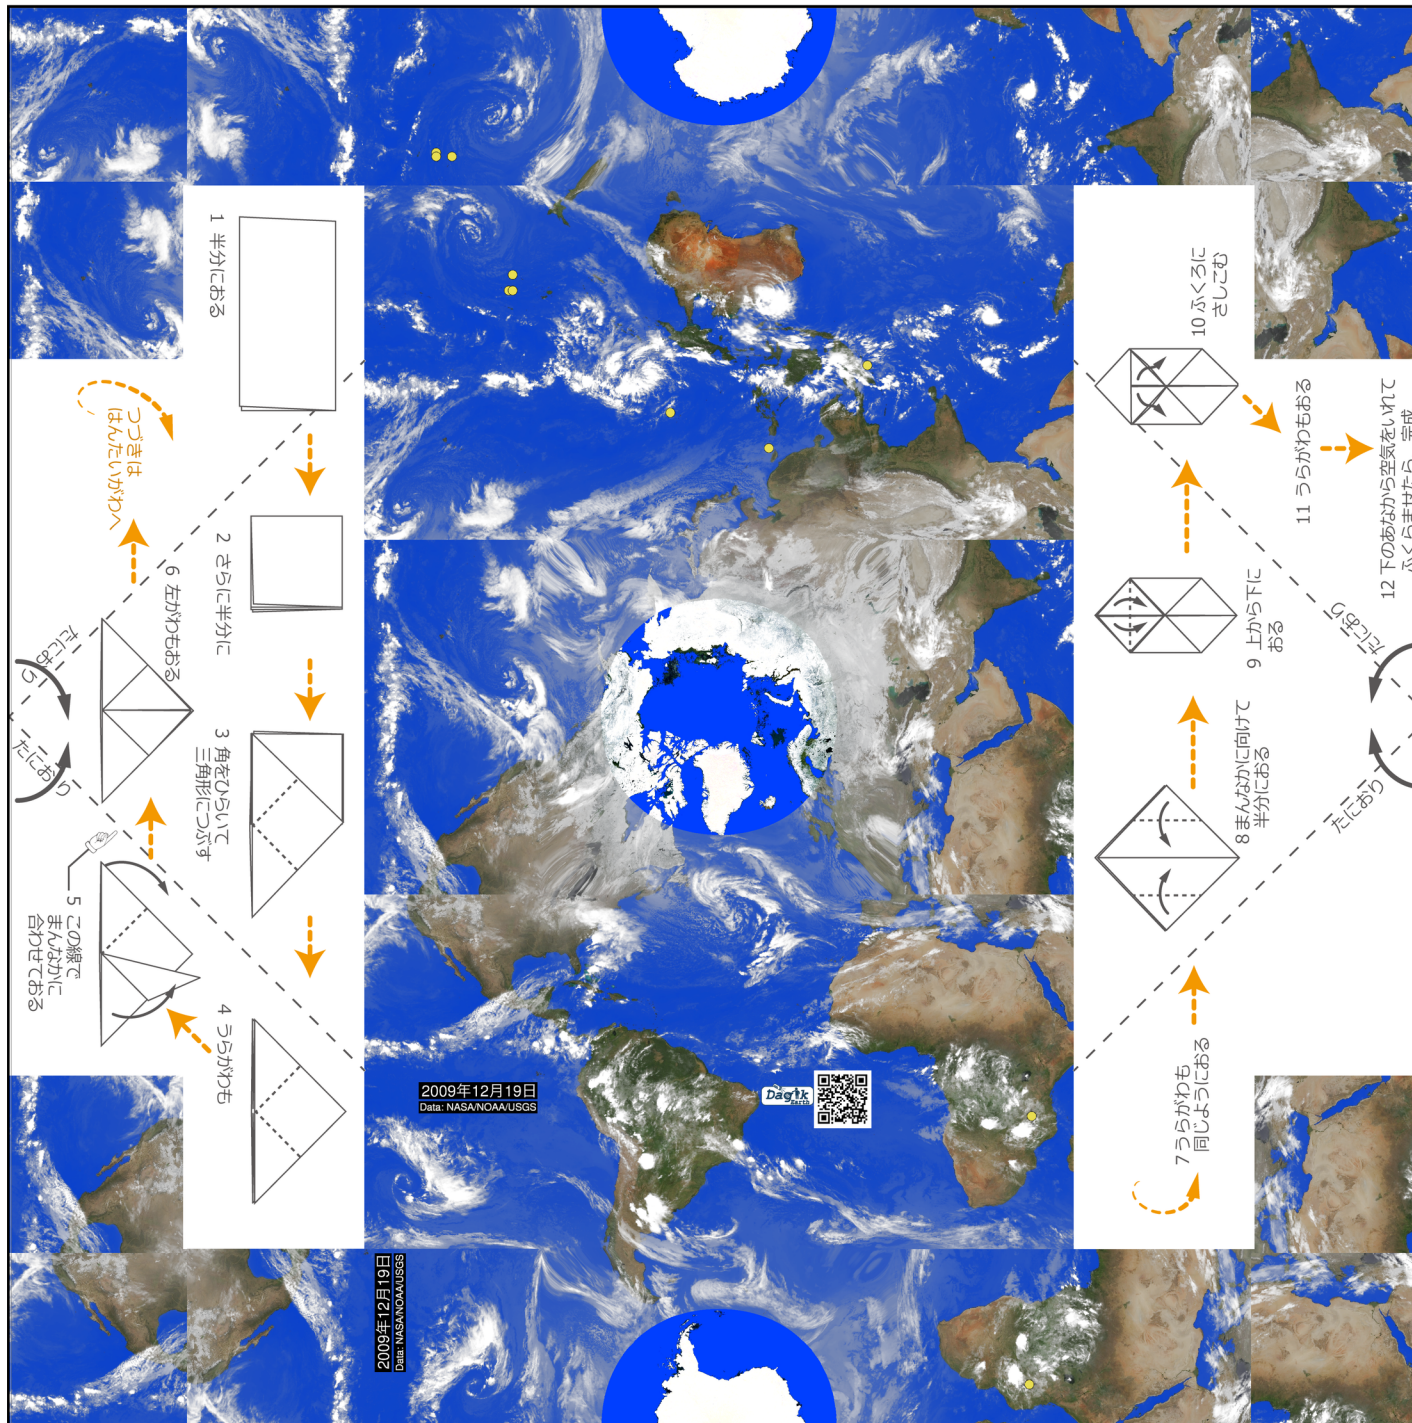 1 半分におる
2 さらに半分に
3 角をひらいて
三角形につぶす
4 うらがわも
5 この線で
まんなかに
合わせておる
6 左がわもおる
つづきは
はんたいがわへ
たにおり
たにおり
7 うらがわも
同じようにおる
8 まんなかに向けて
半分におる
9 上から下に
おる
10 ふくろに
さしこむ
11 うらがわもおる
12 下のあなから空気をいれて
たにおり
たにおり
2009年12月19日
Data: NASA/NOAA/USGS
Dagik
Earth
2009年12月19日
Data: NASA/NOAA/USGS